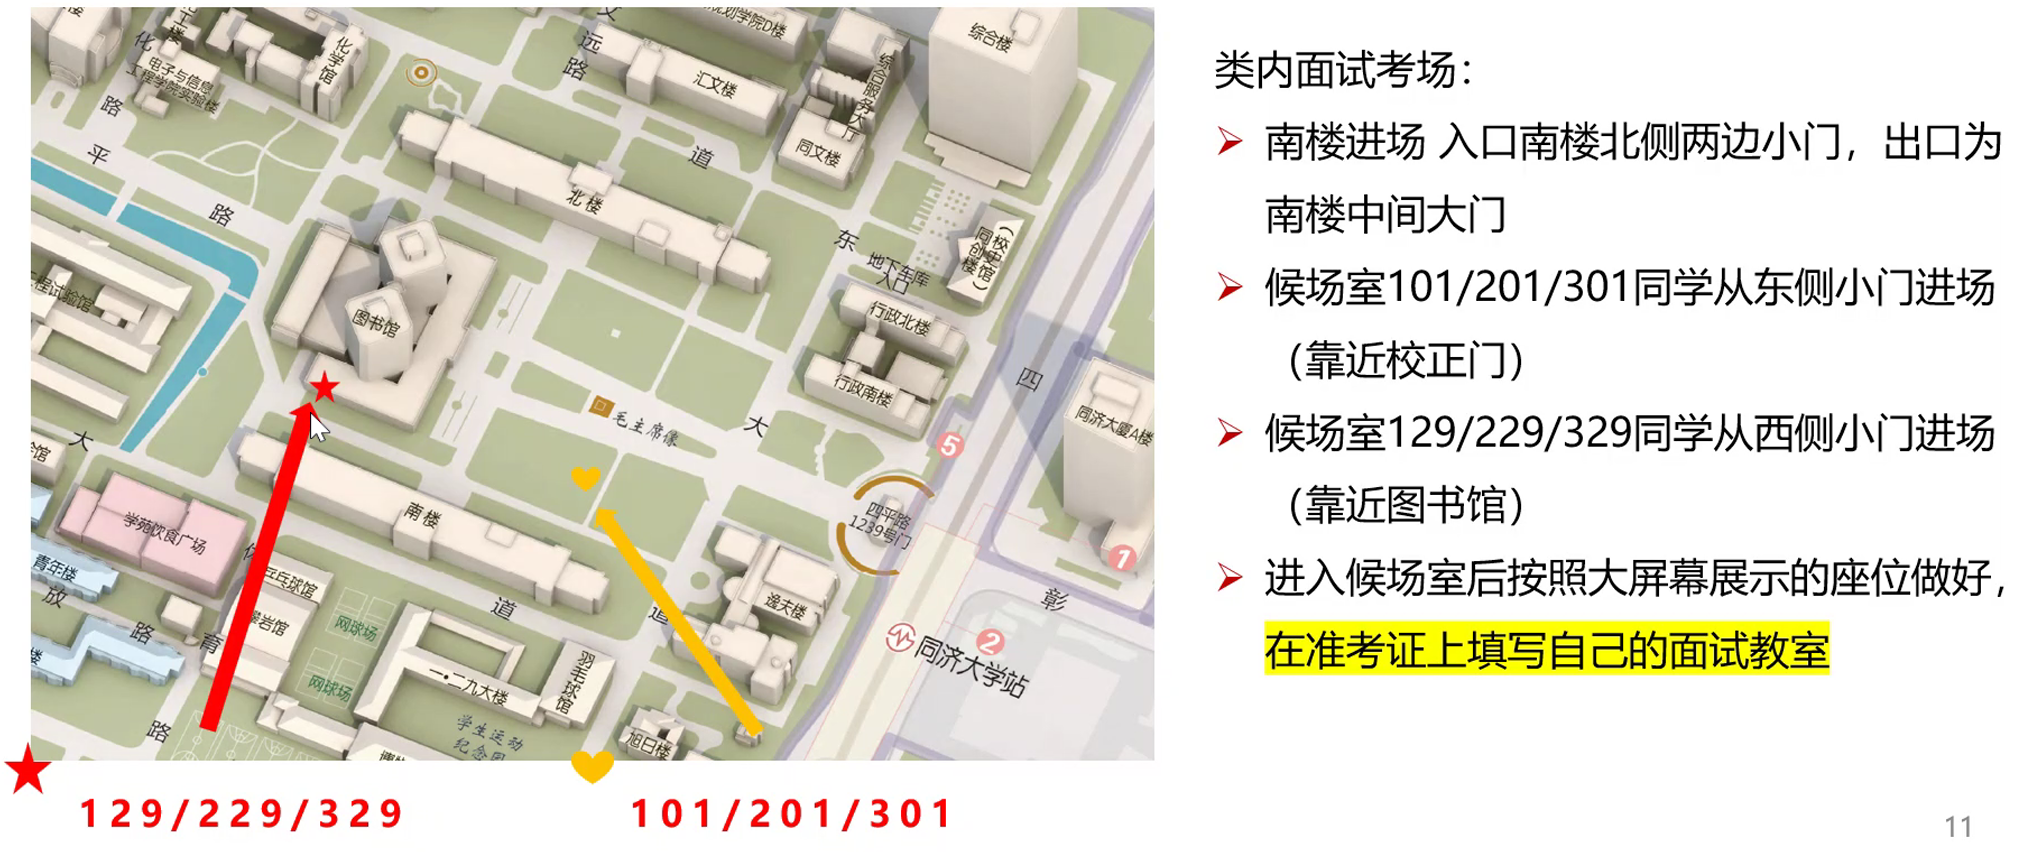 类内面试考场：
➢ 南楼进场 入口南楼北侧两边小门，出口为
南楼中间大门
➢ 候场室101/201/301同学从东侧小门进场
（靠近校正门）
➢ 候场室129/229/329同学从西侧小门进场
（靠近图书馆）
➢ 进入候场室后按照大屏幕展示的座位做好，
在准考证上填写自己的面试教室
化学馆
电子与信息
工程学院实验楼
化
路
平
路
文
远
路
汇文楼
综合服务大厅
同文楼
综合楼
道
北楼
东
地下车库
入口
同创楼
（校史馆）
行政北楼
行政南楼
图书馆
毛主席像
大
四
同济大厦A楼
5
四平路
1239号门
1
彰
2
同济大学站
大
学苑饮食广场
南楼
青年楼
放
路
乒乓球馆
育
路
网球场
网球场
道
道
逸夫楼
一·二九大楼
羽毛球馆
学生运动
纪念园
旭日楼
129/229/329
101/201/301
11